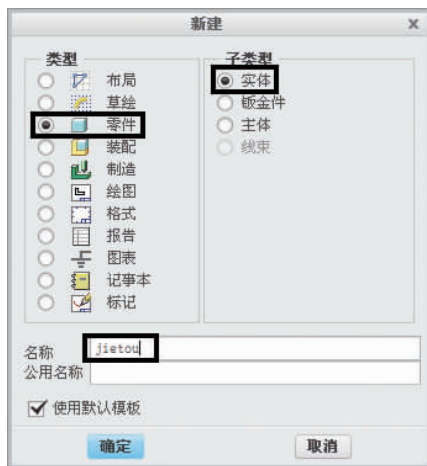 新建
x
类型
布局
草绘
零件
装配
制造
绘图
格式
报告
图表
记事本
标记
子类型
实体
钣金件
主体
线束
名称 jietou
公用名称
使用默认模板
确定 取消